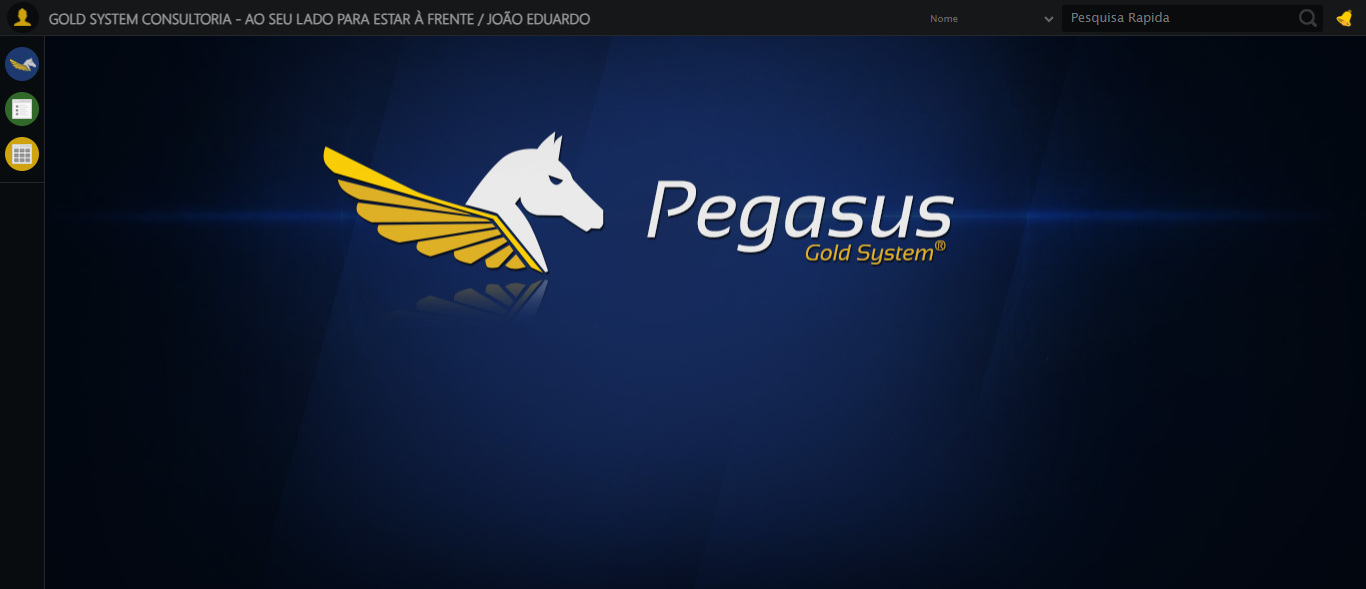 GOLD SYSTEM CONSULTORIA - AO SEU LADO PARA ESTAR À FRENTE / JOÃO EDUARDO
Nome
Pesquisa Rapida
Pegasus
Gold System®